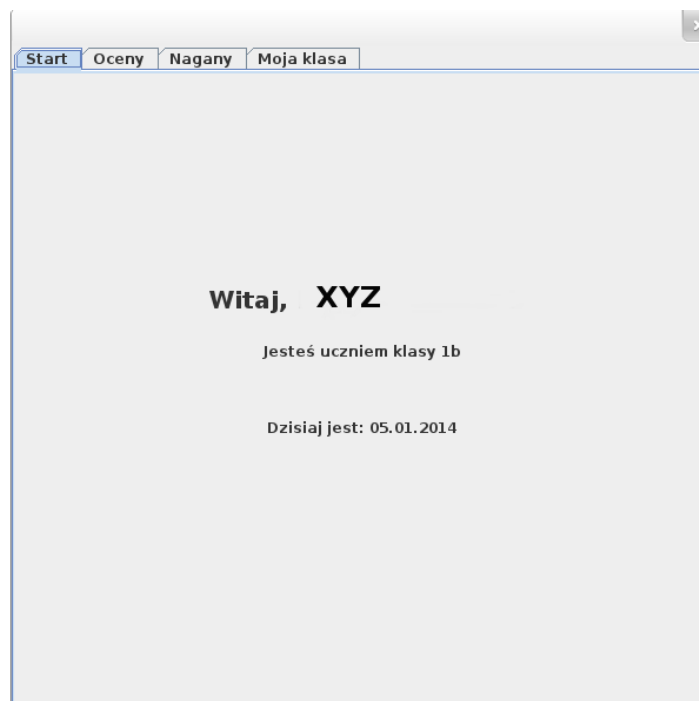 Start Oceny Nagany Moja klasa
Witaj, XYZ
Jesteś uczniem klasy 1b
Dzisiaj jest: 05.01.2014